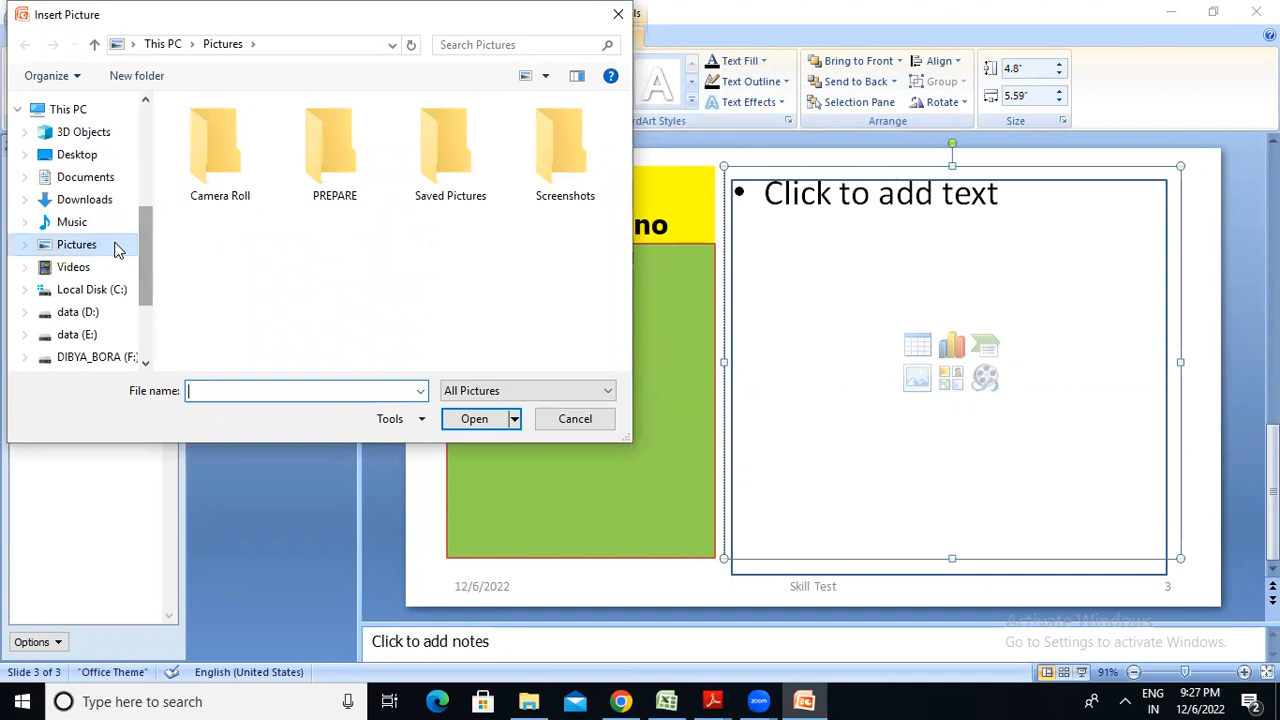 Insert Picture
This PC
Pictures
Search Pictures
Organize
New folder
This PC
3D Objects
Desktop
Documents
Downloads
Music
Pictures
Videos
Local Disk (C:)
data (D:)
data (E:)
DIBYA_BORA (F:)
Camera Roll
PREPARE
Saved Pictures
Screenshots
File name:
All Pictures
Tools
Open
Cancel
A
Text Fill
Text Outline
Text Effects
Bring to Front
Send to Back
Selection Pane
Align
Group
Rotate
4.8"
5.59"
Arrange
Size
no
• Click to add text
12/6/2022
Skill Test
3
Click to add notes
Activate Windows
Go to Settings to activate Windows.
Options
Slide 3 of 3
"Office Theme"
English (United States)
91%
Type here to search
zoom
ENG
IN
9:27 PM
12/6/2022
2